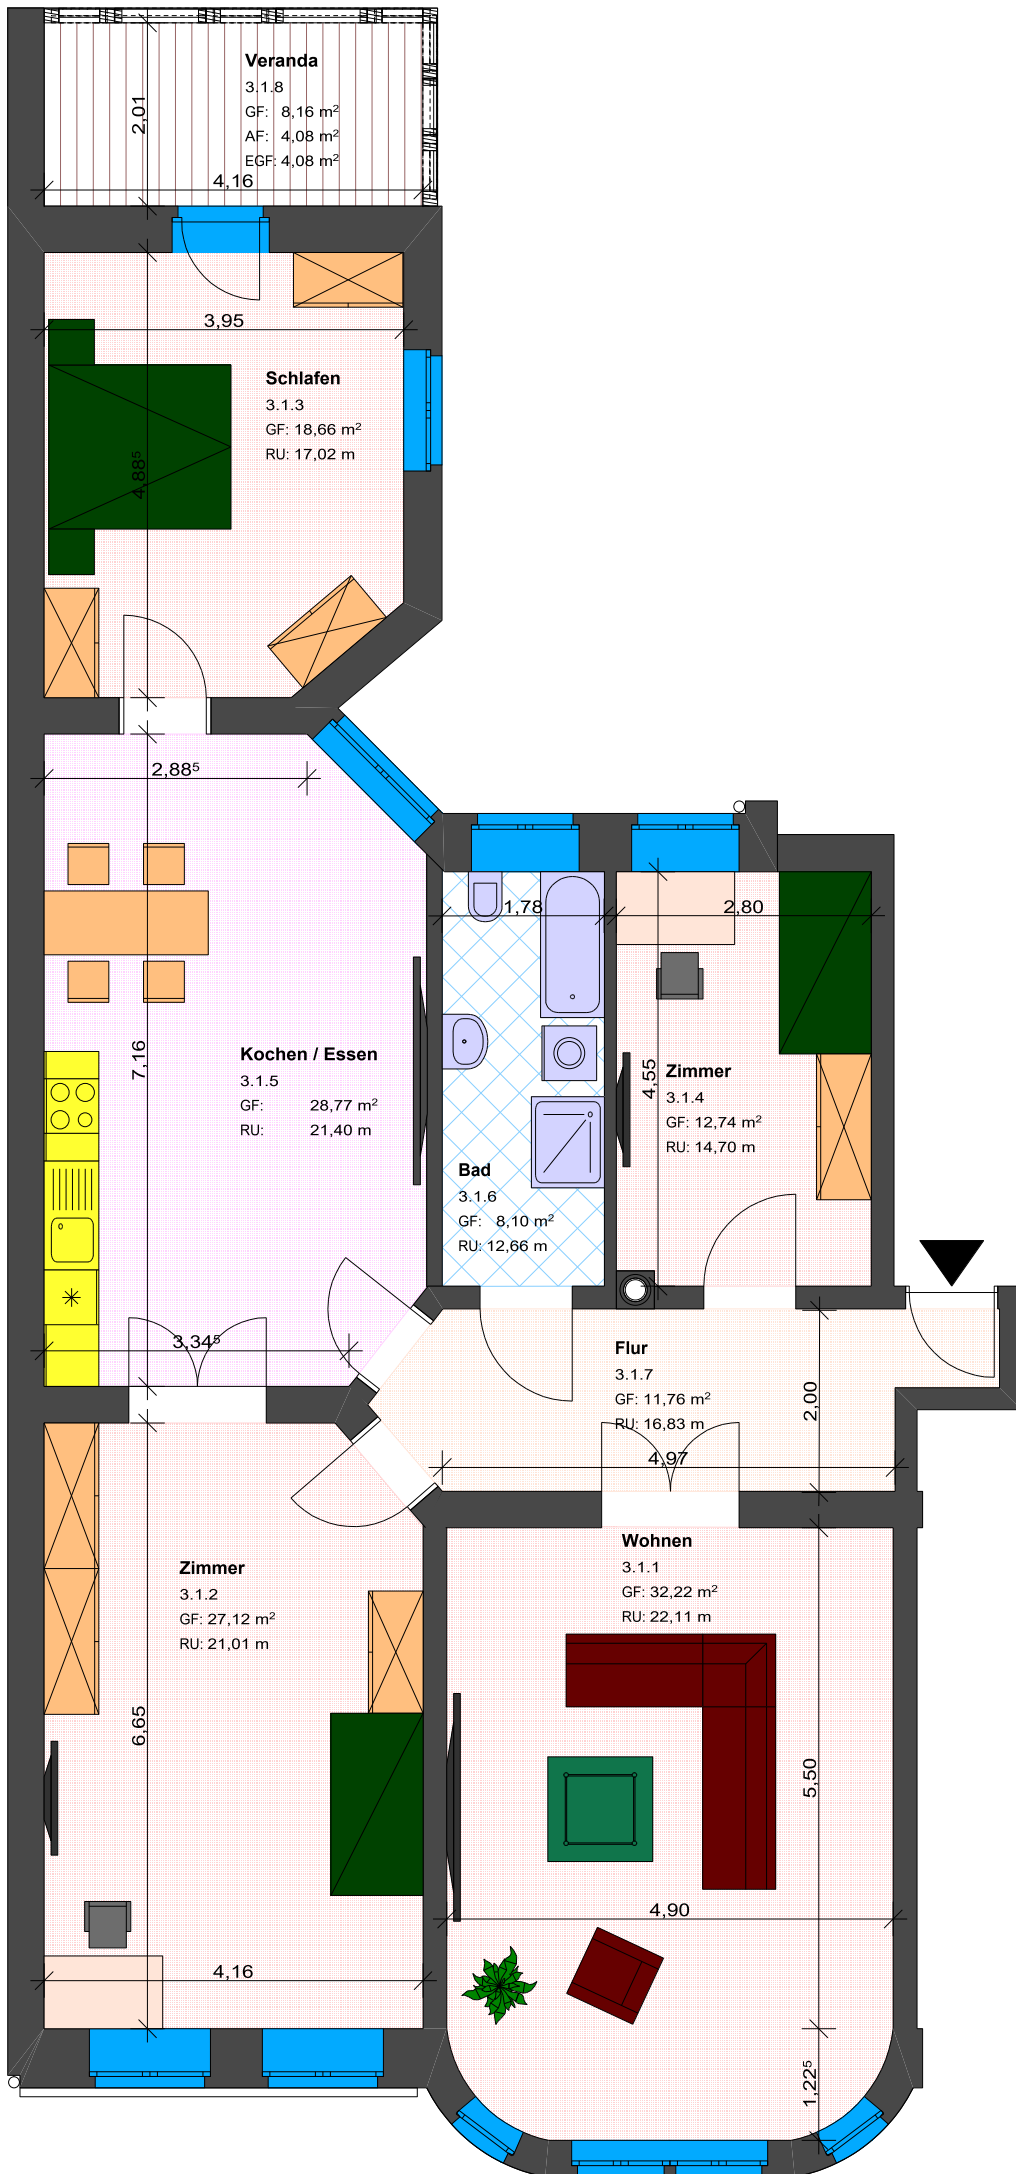 Veranda
3.1.8
GF: 8,16 m²
AF: 4,08 m²
EGF: 4,08 m²
2,01
4,16
3,95
Schlafen
3.1.3
GF: 18,66 m²
RU: 17,02 m
4,88⁵
2,88⁵
1,78
2,80
7,16
Kochen / Essen
3.1.5
GF: 28,77 m²
RU: 21,40 m
4,55
Zimmer
3.1.4
GF: 12,74 m²
RU: 14,70 m
Bad
3.1.6
GF: 8,10 m²
RU: 12,66 m
3,34⁵
Flur
3.1.7
GF: 11,76 m²
RU: 16,83 m
2,00
4,97
Wohnen
3.1.1
GF: 32,22 m²
RU: 22,11 m
Zimmer
3.1.2
GF: 27,12 m²
RU: 21,01 m
6,65
5,50
4,90
4,16
1,22⁵